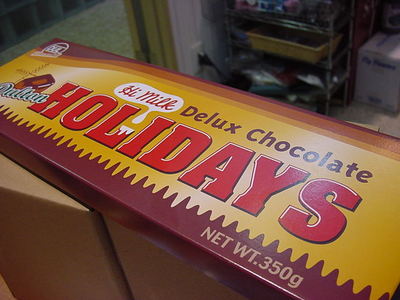 Hi Milk
Delux Chocolate
HOLIDAYS
NET WT.350g